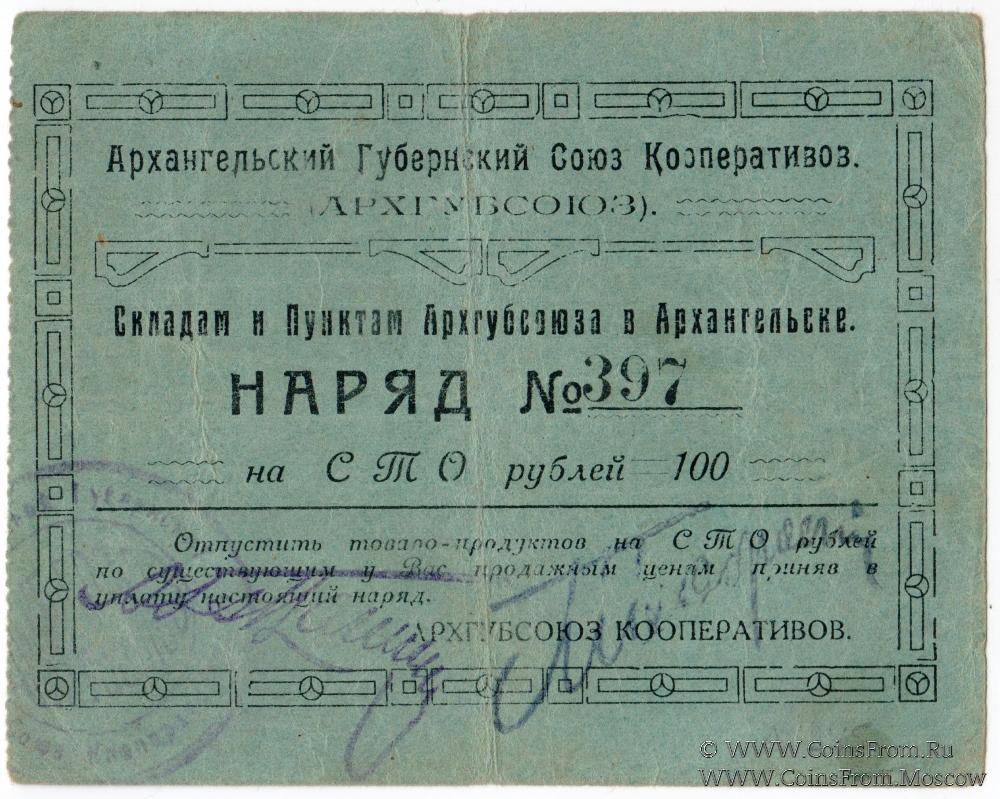 Архангельский Губернский Союз Кооперативов.
(АРХГУБСОЮЗ).
Складам и Пунктам Архгубсоюза в Архангельске.
НАРЯД №397
на СТО рублей = 100
Отпустить товаро-продуктов на СТО рублей
по существующим у Вас продажным ценам приняв в
уплату настоящий наряд.
АРХГУБСОЮЗ КООПЕРАТИВОВ.
© WWW.CoinsFrom.Ru
WWW.CoinsFrom.Moscow